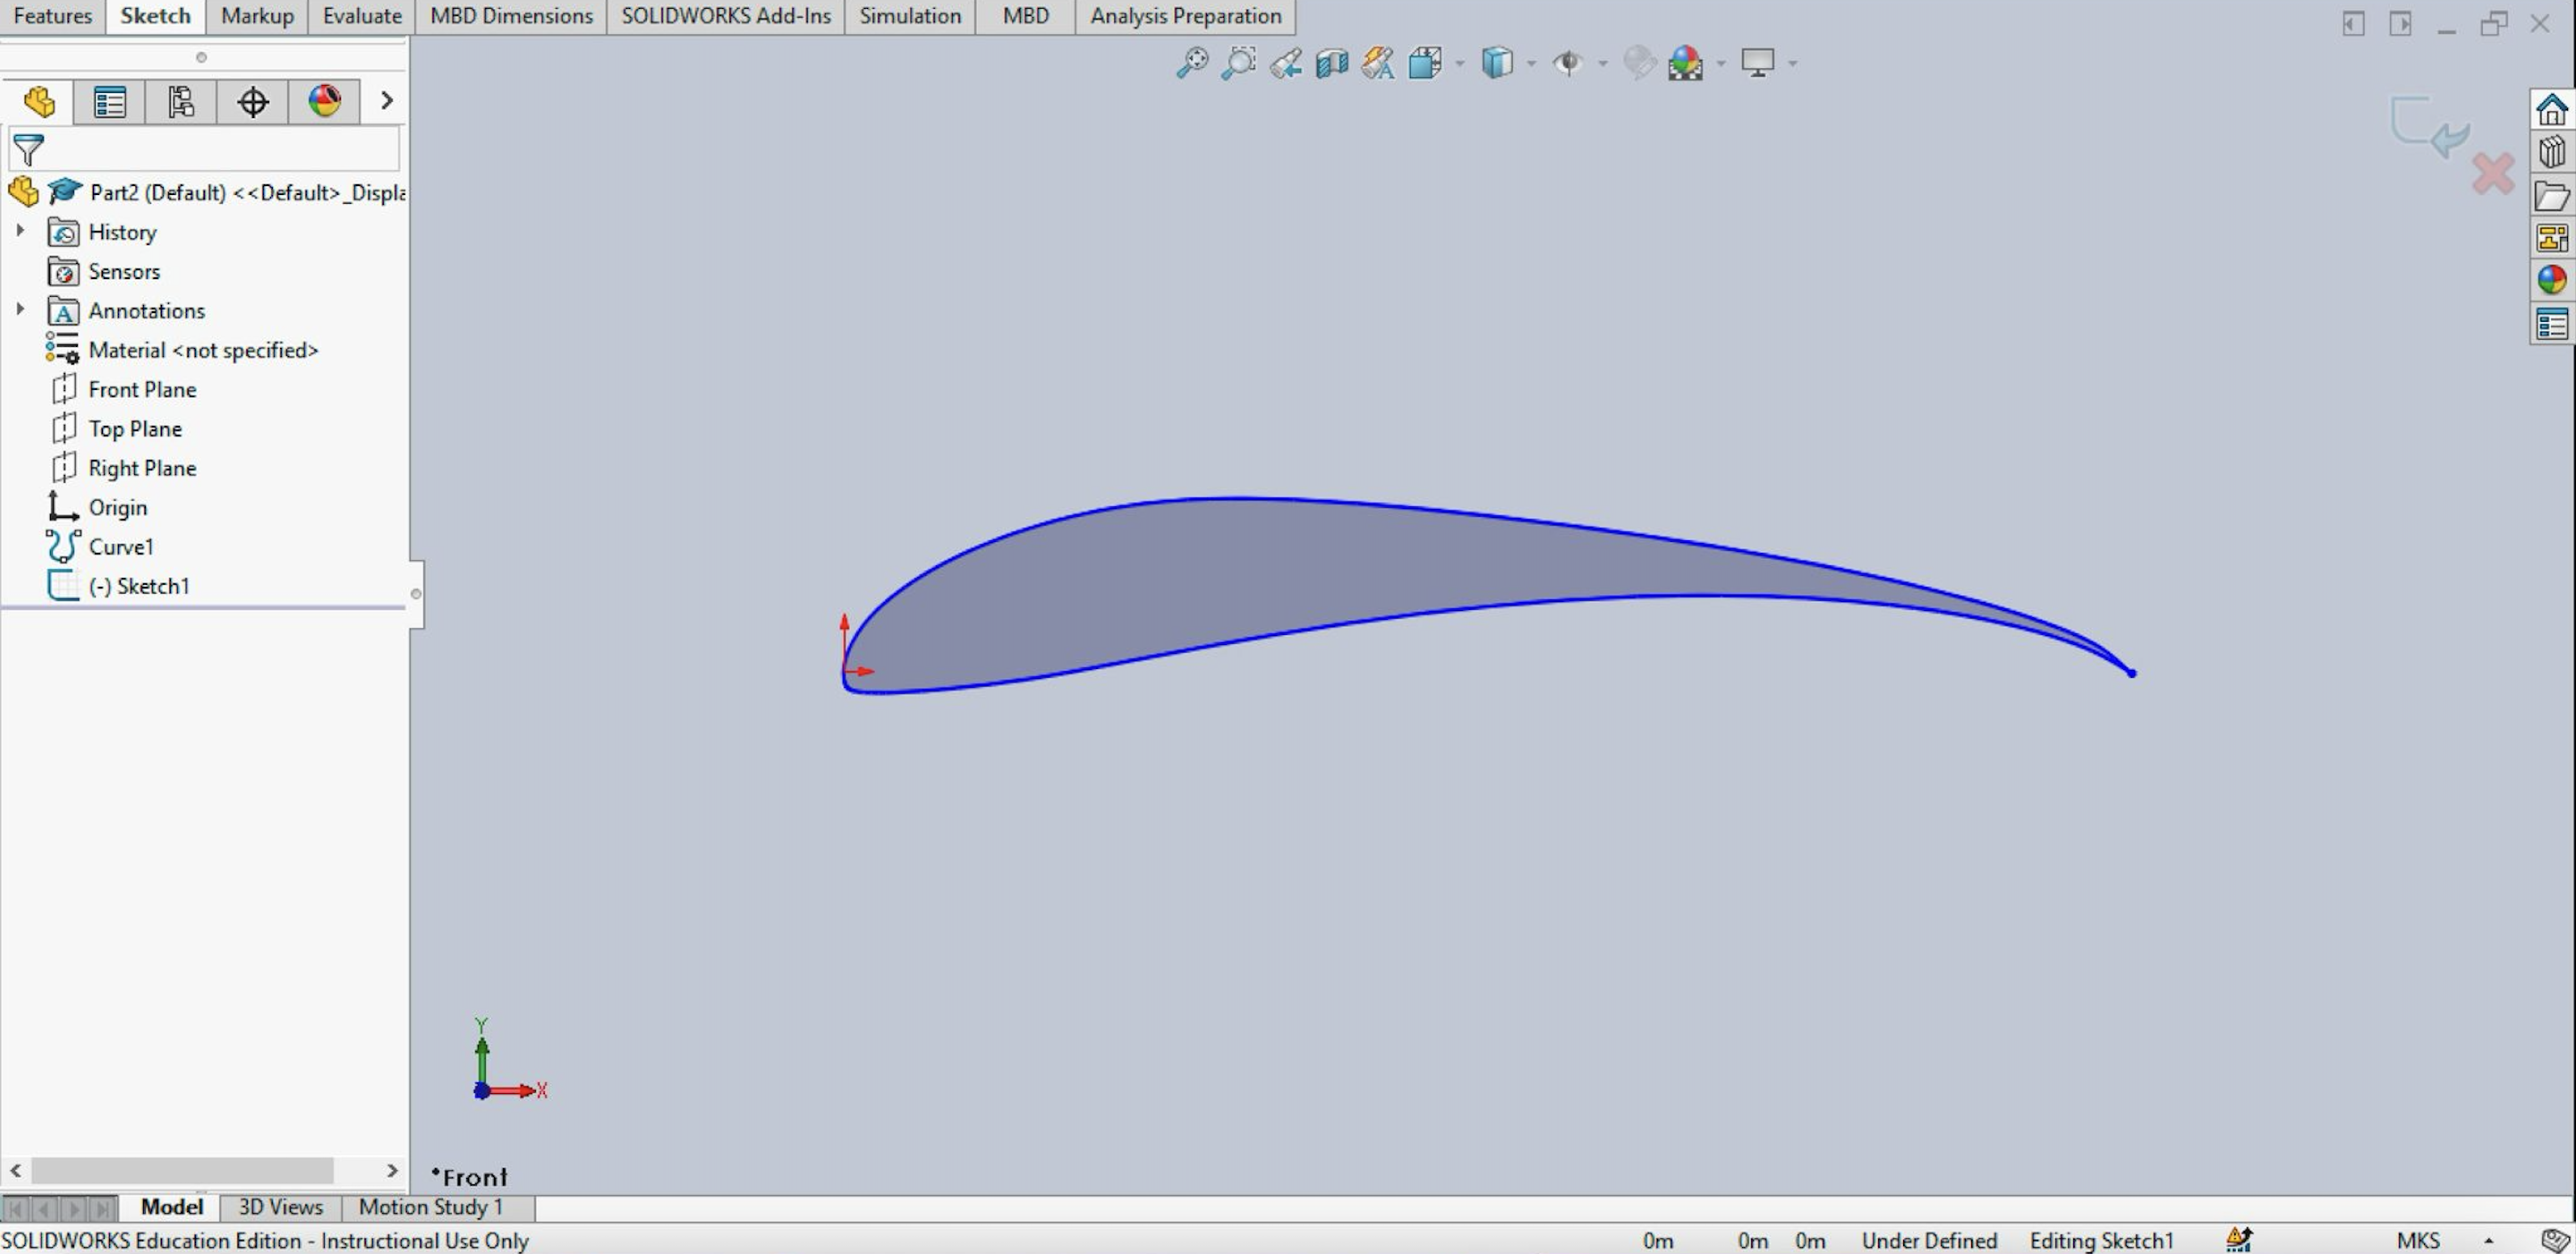 Features Sketch Markup Evaluate MBD Dimensions SOLIDWORKS Add-Ins Simulation MBD Analysis Preparation
Part2 (Default) <<Default>_Displa
History
Sensors
Annotations
Material <not specified>
Front Plane
Top Plane
Right Plane
Origin
Curve1
(-) Sketch1
Y
X
*Front
Model 3D Views Motion Study 1
SOLIDWORKS Education Edition - Instructional Use Only 0m 0m 0m Under Defined Editing Sketch1 MKS